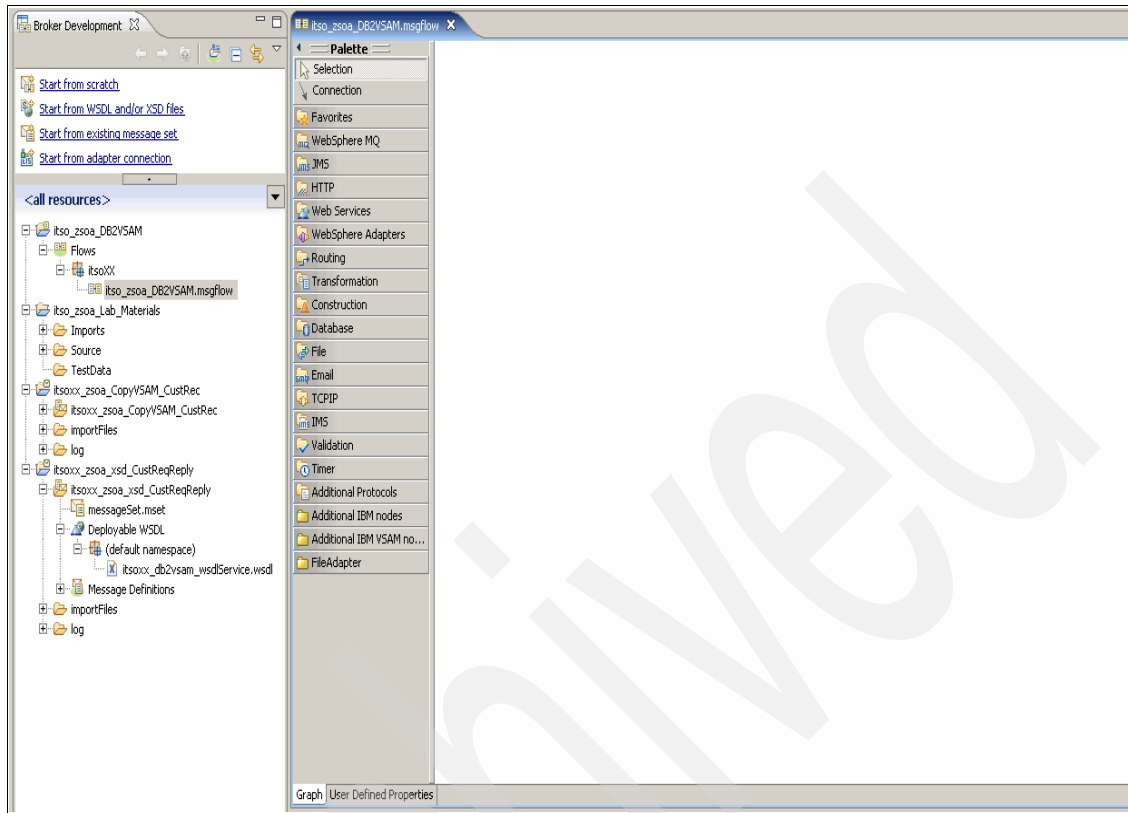 Broker Development
Start from scratch
Start from WSDL and/or XSD files
Start from existing message set
Start from adapter connection
<all resources>
itso_zsoa_DB2VSAM
Flows
itsoXX
itso_zsoa_DB2VSAM.msgflow
itso_zsoa_Lab_Materials
Imports
Source
TestData
itsoxx_zsoa_CopyVSAM_CustRec
itsoxx_zsoa_CopyVSAM_CustRec
importFiles
log
itsoxx_zsoa_xsd_CustReqReply
itsoxx_zsoa_xsd_CustReqReply
messageSet.mset
Deployable WSDL
(default namespace)
itsoxx_db2vsam_wsdlService.wsdl
Message Definitions
importFiles
log
itso_zsoa_DB2VSAM.msgflow
Palette
Selection
Connection
Favorites
WebSphere MQ
JMS
HTTP
Web Services
WebSphere Adapters
Routing
Transformation
Construction
Database
File
Email
TCPIP
IMS
Validation
Timer
Additional Protocols
Additional IBM nodes
Additional IBM VSAM no...
FileAdapter
Graph User Defined Properties
hived